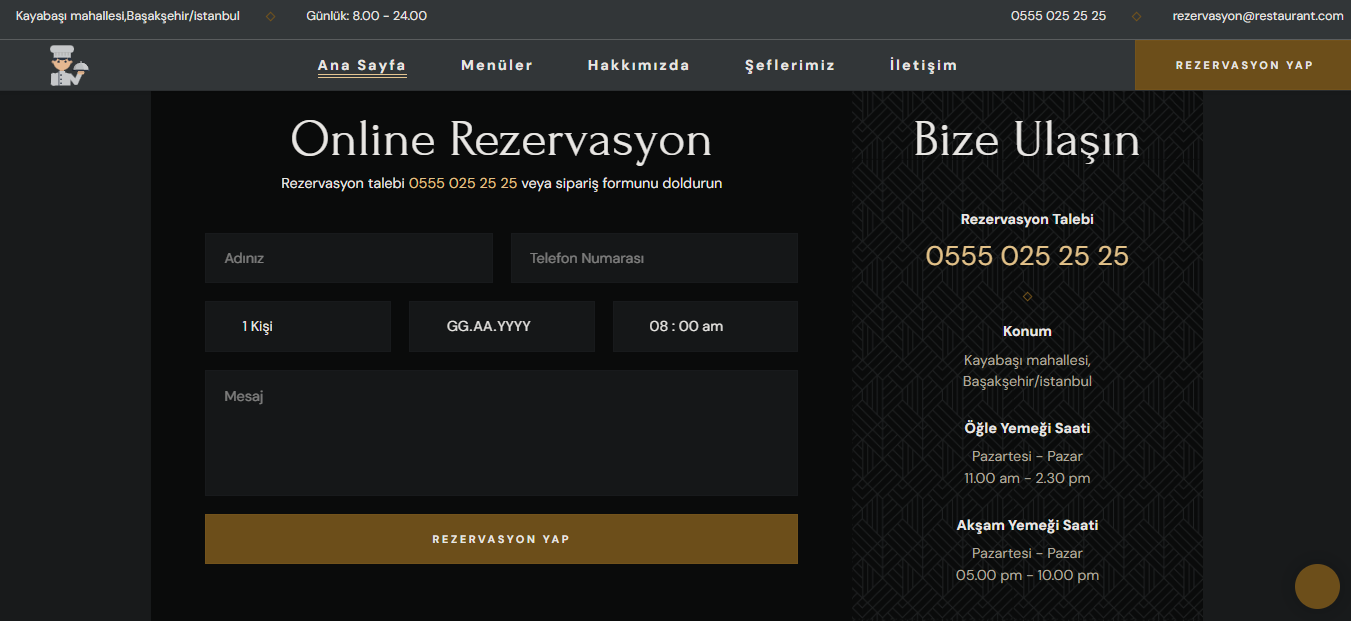 Kayabaşı mahallesi,Başakşehir/istanbul
Günlük: 8.00 - 24.00
0555 025 25 25
rezervasyon@restaurant.com
Ana Sayfa
Menüler
Hakkımızda
Şeflerimiz
İletişim
REZERVASYON YAP
Online Rezervasyon
Rezervasyon talebi 0555 025 25 25 veya sipariş formunu doldurun
Adınız
Telefon Numarası
1 Kişi
GG.AA.YYYY
08 : 00 am
Mesaj
REZERVASYON YAP
Bize Ulaşın
Rezervasyon Talebi
0555 025 25 25
Konum
Kayabaşı mahallesi,
Başakşehir/istanbul
Öğle Yemeği Saati
Pazartesi - Pazar
11.00 am - 2.30 pm
Akşam Yemeği Saati
Pazartesi - Pazar
05.00 pm - 10.00 pm